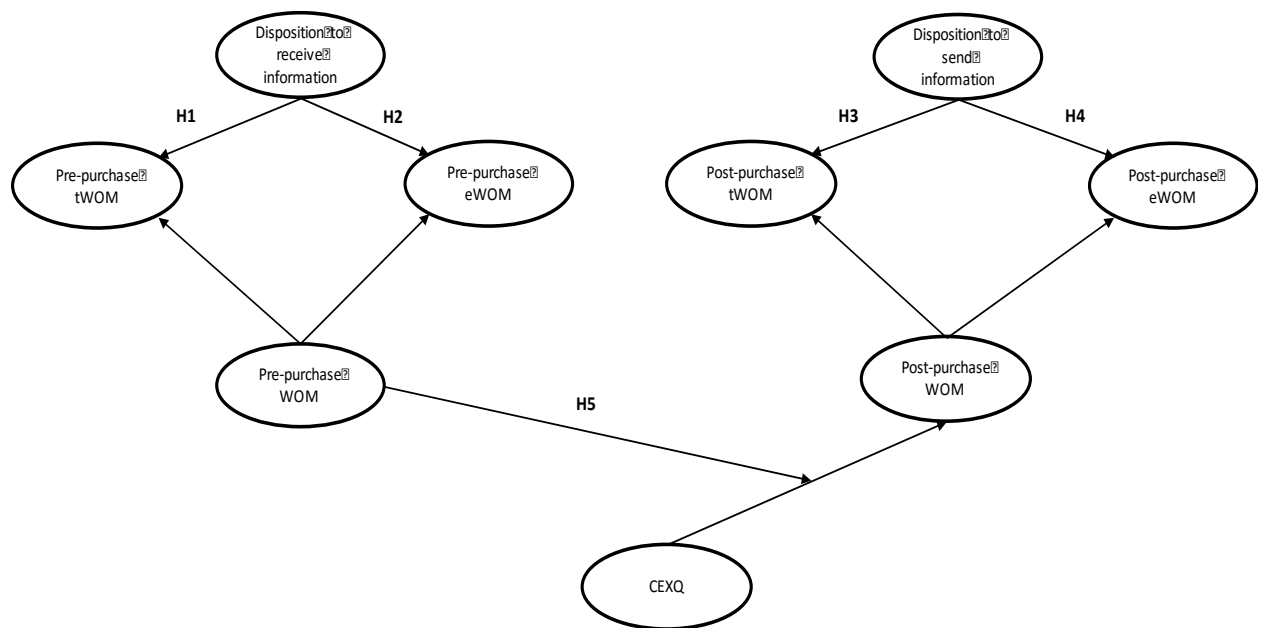 Disposition⍰to⍰
receive⍰
information
Disposition⍰to⍰
send⍰
information
H1
H2
H3
H4
Pre-purchase⍰
tWOM
Pre-purchase⍰
eWOM
Post-purchase⍰
tWOM
Post-purchase⍰
eWOM
Pre-purchase⍰
WOM
Post-purchase⍰
WOM
H5
CEXQ